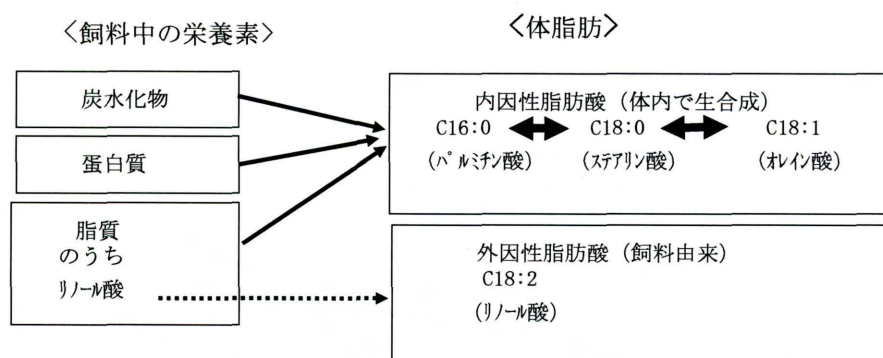 <飼料中の栄養素>
<体脂肪>
炭水化物
蛋白質
脂質
のうち
リノール酸
内因性脂肪酸（体内で生合成）
C16:0 C18:0 C18:1
(パルミチン酸) (ステアリン酸) (オレイン酸)
外因性脂肪酸（飼料由来）
C18:2
(リノール酸)